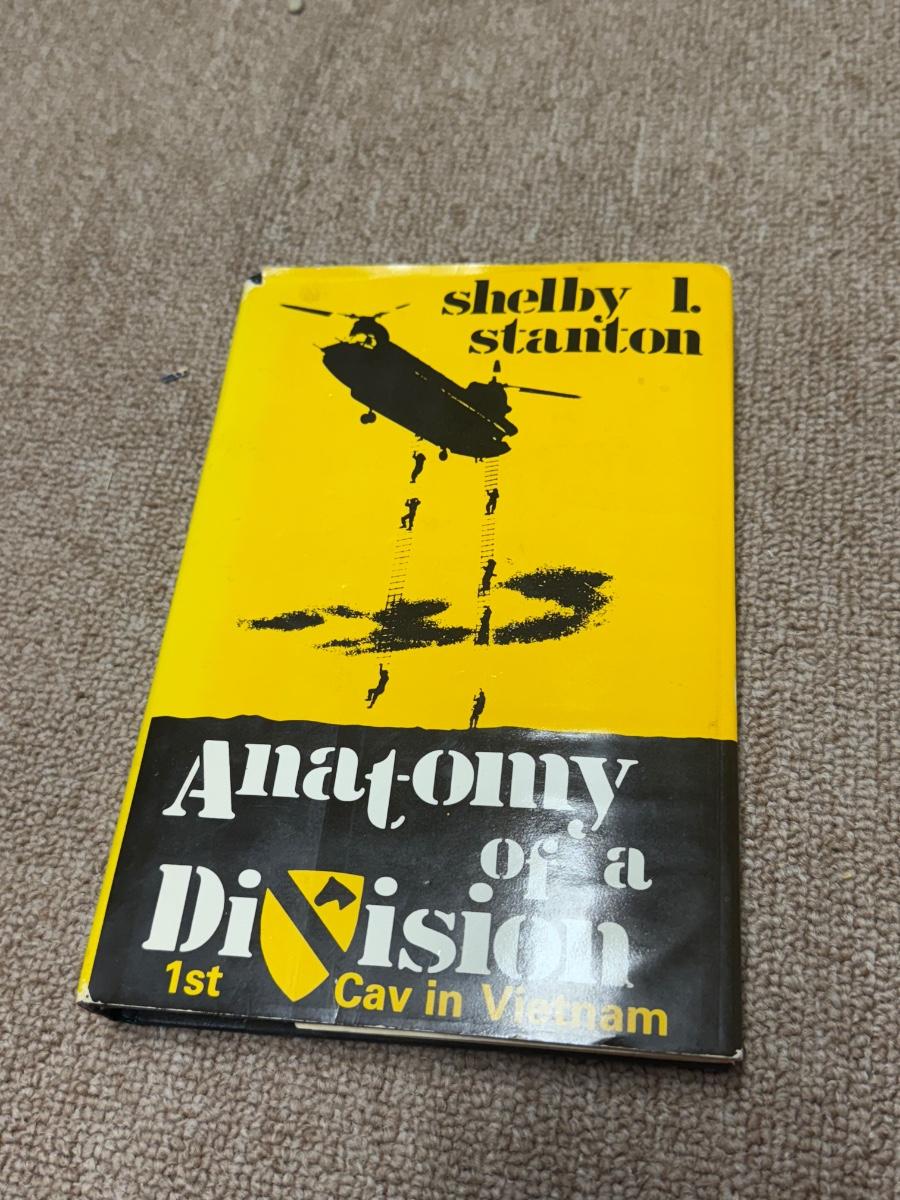 shelby l.
stanton
Anatomy
of a
Division
1st Cav in Vietnam